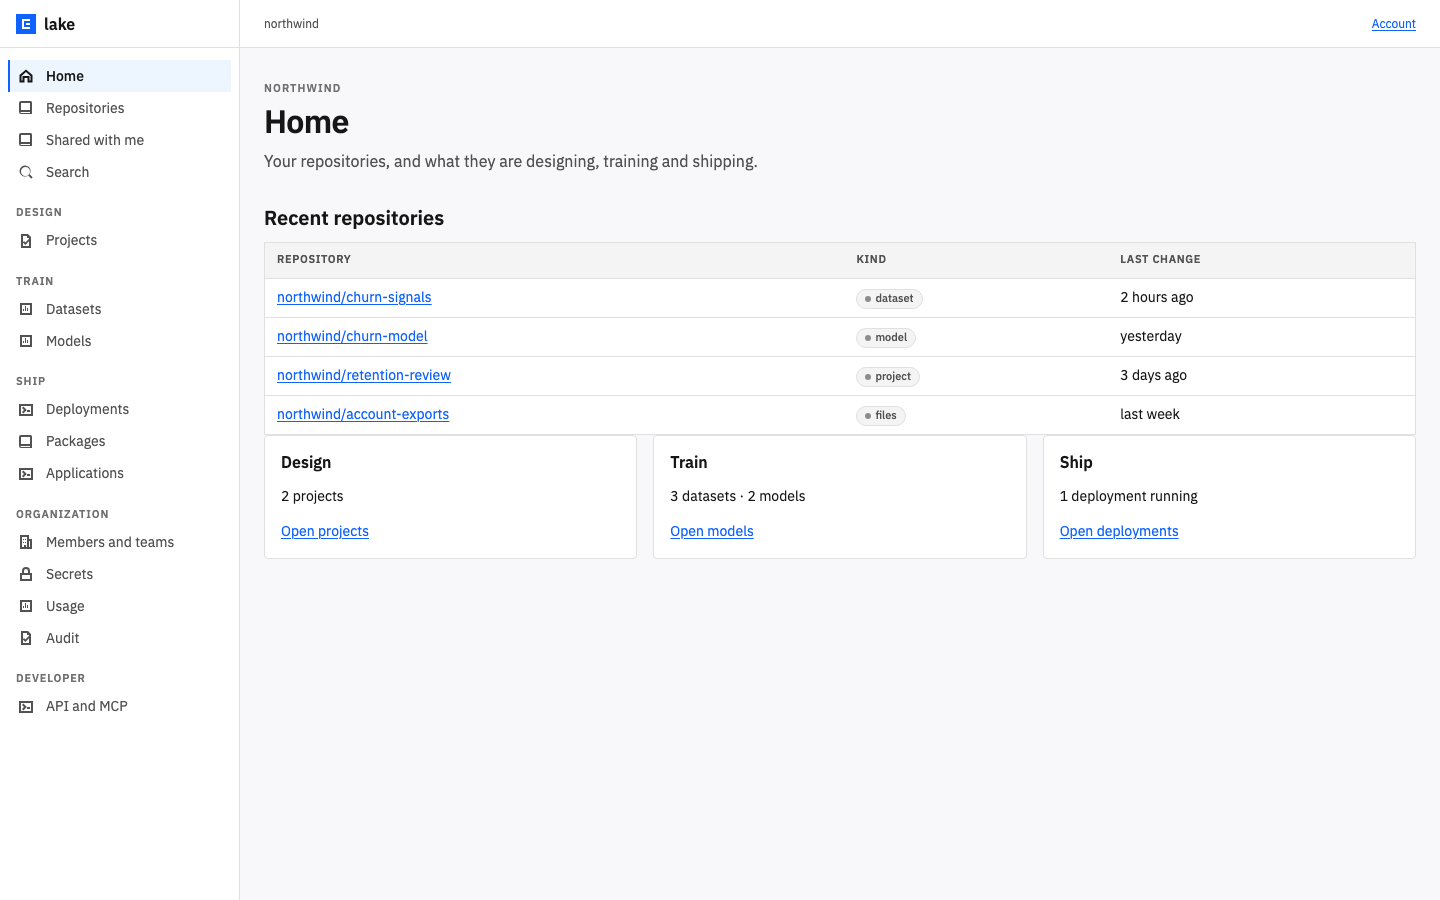 lake
northwind
Account
Home
Repositories
Shared with me
Search
DESIGN
Projects
TRAIN
Datasets
Models
SHIP
Deployments
Packages
Applications
ORGANIZATION
Members and teams
Secrets
Usage
Audit
DEVELOPER
API and MCP
NORTHWIND
Home
Your repositories, and what they are designing, training and shipping.
Recent repositories
REPOSITORY KIND LAST CHANGE
northwind/churn-signals dataset 2 hours ago
northwind/churn-model model yesterday
northwind/retention-review project 3 days ago
northwind/account-exports files last week
Design
2 projects
Open projects
Train
3 datasets · 2 models
Open models
Ship
1 deployment running
Open deployments